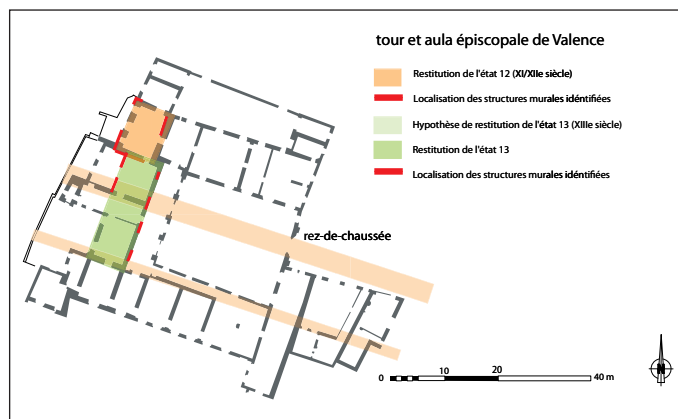 tour et aula épiscopale de Valence
Restitution de l'état 12 (XI/XIIe siècle)
Localisation des structures murales idéntifiées
Hypothèse de restitution de l'état 13 (XIIIe siècle)
Restitution de l'état 13
Localisation des structures murales idéntifiées
rez-de-chaussée
N
0 10 20 40 m